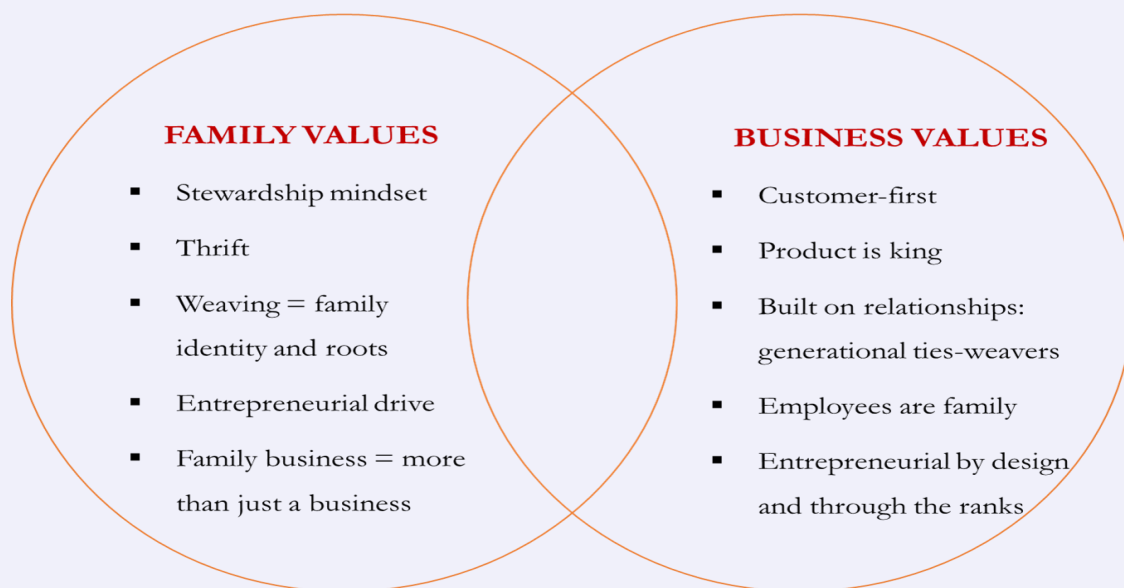 FAMILY VALUES
▪ Stewardship mindset
▪ Thrift
▪ Weaving = family
identity and roots
▪ Entrepreneurial drive
▪ Family business = more
than just a business
BUSINESS VALUES
▪ Customer-first
▪ Product is king
▪ Built on relationships:
generational ties-weavers
▪ Employees are family
▪ Entrepreneurial by design
and through the ranks